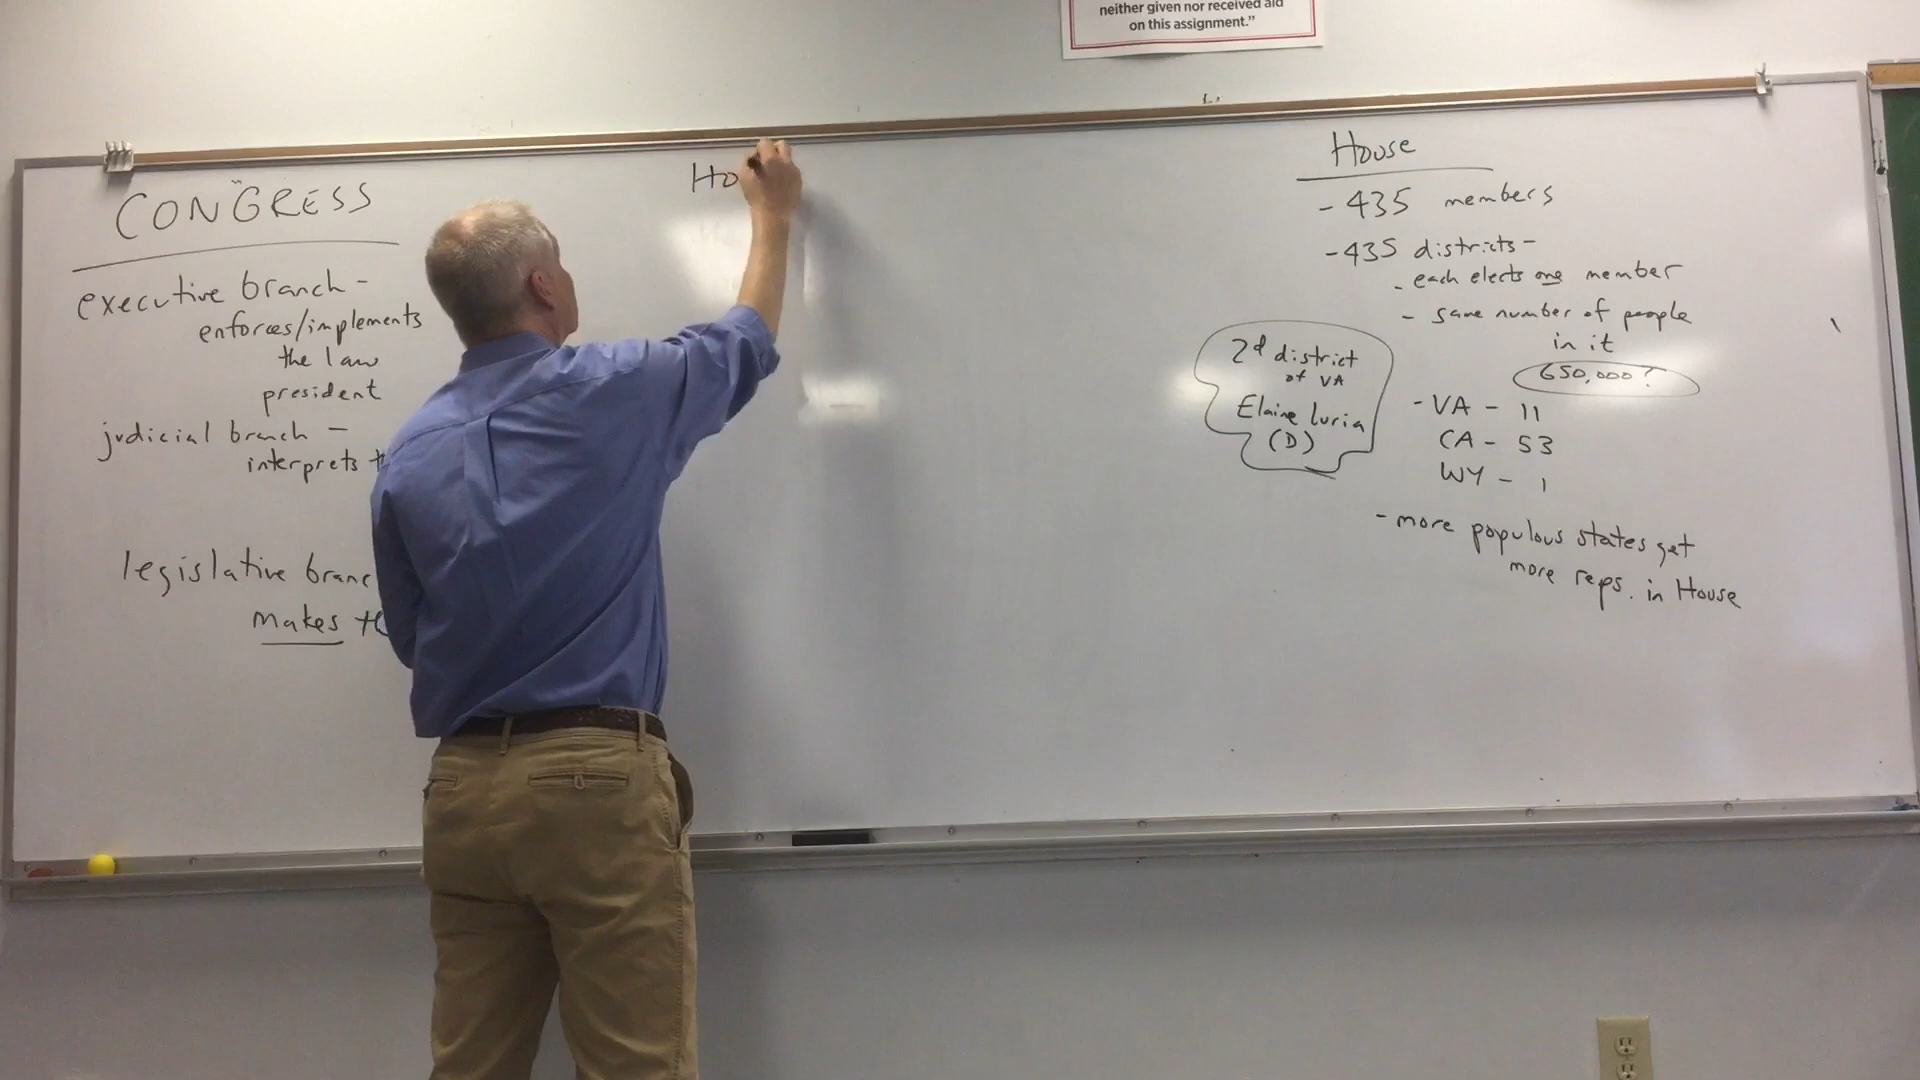 neither given nor received aid
on this assignment."
CONGRESS
executive branch -
enforces/implements
the law
president
judicial branch -
interprets
legislative
makes
Ho
House
- 435 members
- 435 districts -
- each elects one member
- same number of people
in it
650,000?
2d district
of VA
Elaine Luria
(D)
- VA - 11
CA - 53
WY - 1
- more populous states get
more reps. in House